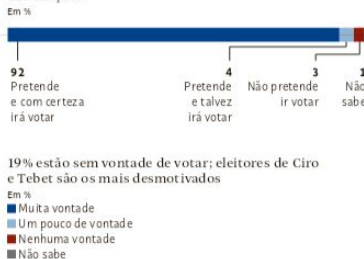 Em %
92 4 3 1
Pretende Pretende Não pretende Não
e com certeza e talvez ir votar sabe
irá votar irá votar
19% estão sem vontade de votar; eleitores de Ciro
e Tebet são os mais desmotivados
Em %
Muita vontade
Um pouco de vontade
Nenhuma vontade
Não sabe